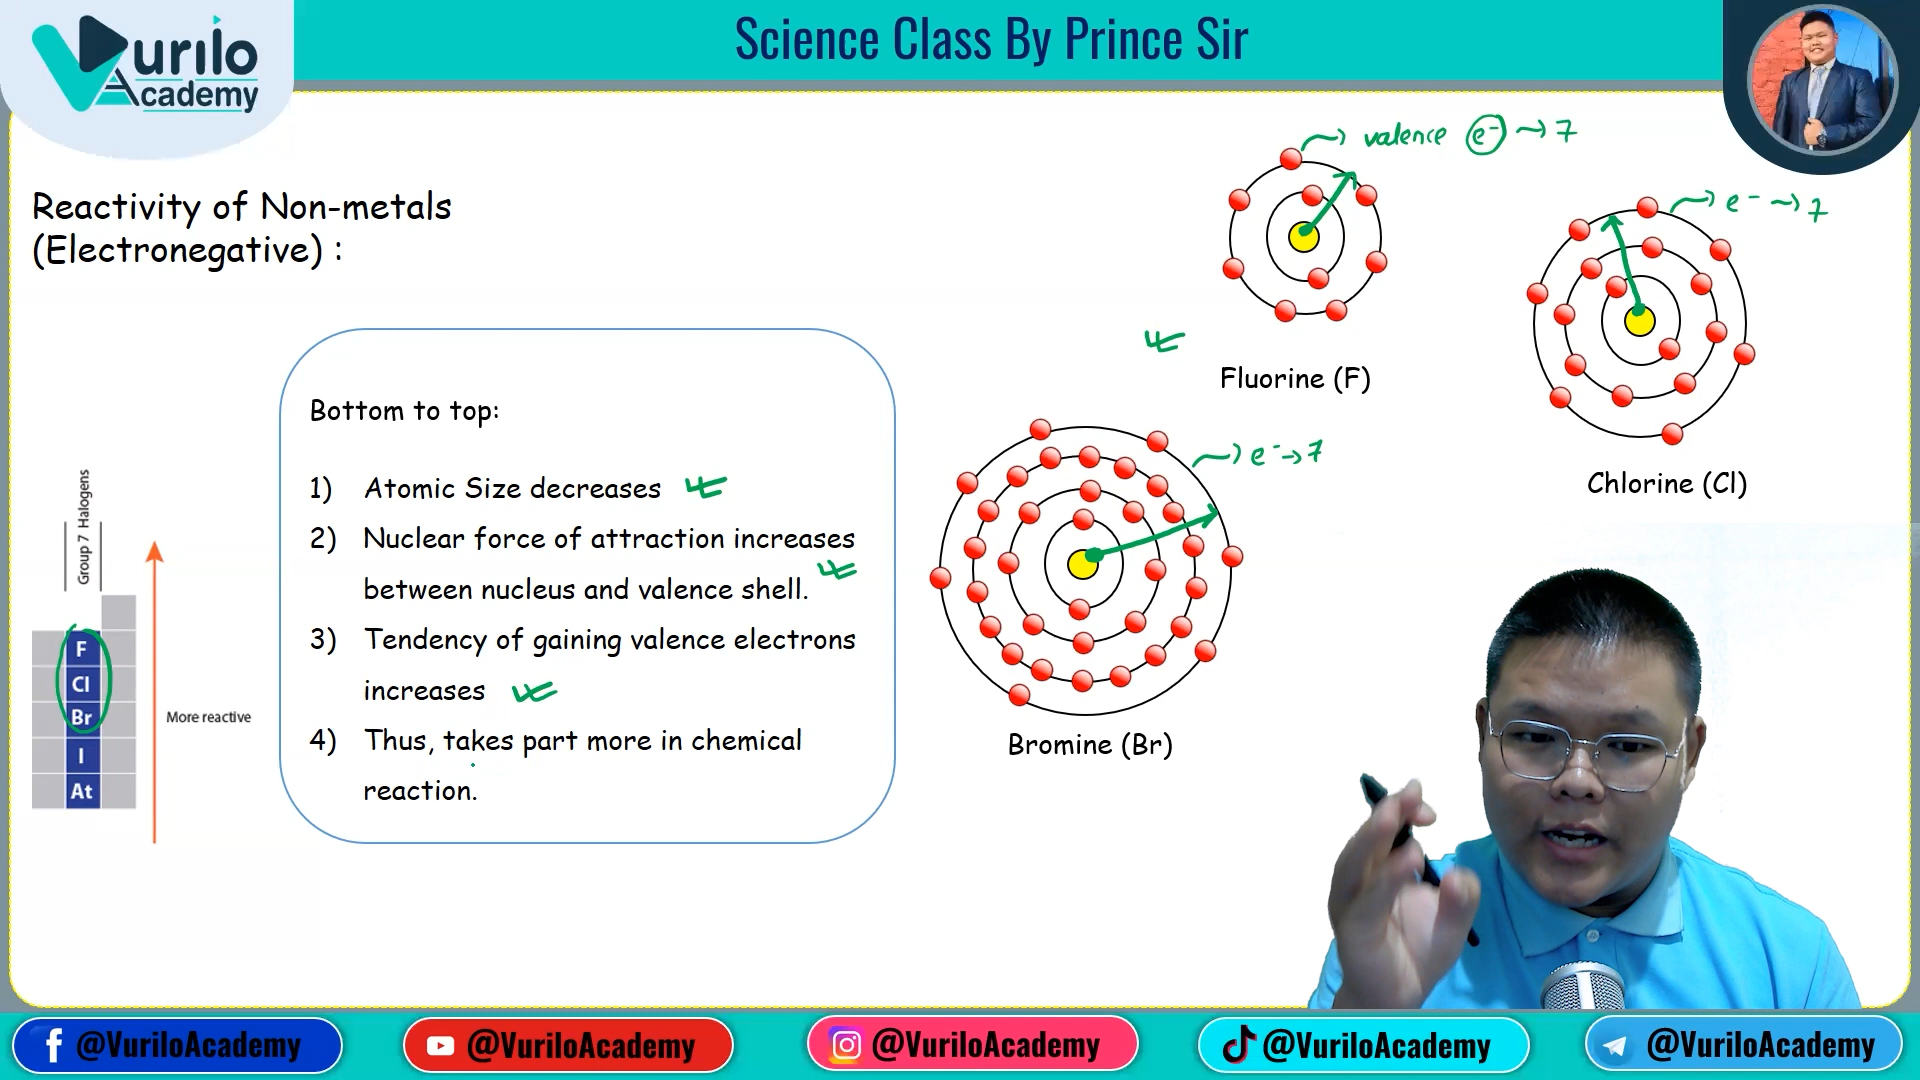 Vurilo
Academy
Science Class By Prince Sir
Reactivity of Non-metals
(Electronegative) :
valence e⁻ → 7
e⁻ → 7
Fluorine (F)
Chlorine (Cl)
e⁻ → 7
Bromine (Br)
Bottom to top:
1) Atomic Size decreases
2) Nuclear force of attraction increases
between nucleus and valence shell.
3) Tendency of gaining valence electrons
increases
4) Thus, takes part more in chemical
reaction.
Group 7 Halogens
F
Cl
Br
I
At
More reactive
@VuriloAcademy
@VuriloAcademy
@VuriloAcademy
@VuriloAcademy
@VuriloAcademy